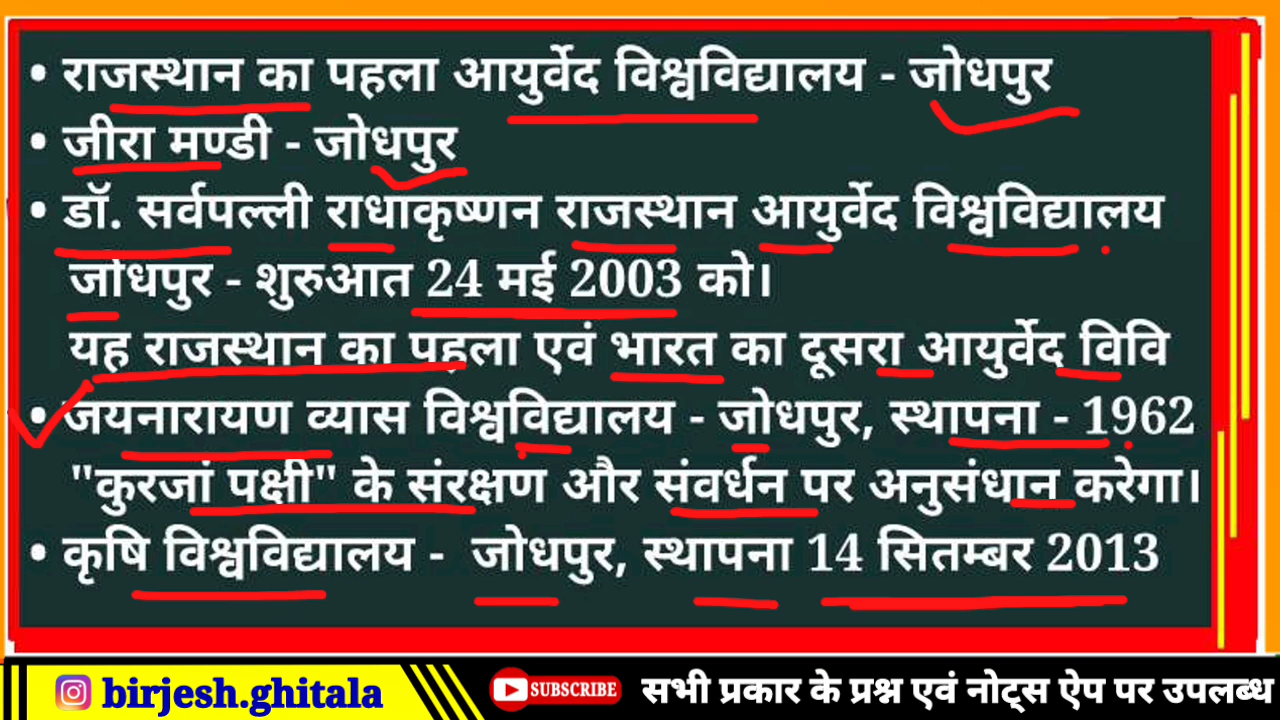 • राजस्थान का पहला आयुर्वेद विश्वविद्यालय - जोधपुर
• जीरा मण्डी - जोधपुर
• डॉ. सर्वपल्ली राधाकृष्णन राजस्थान आयुर्वेद विश्वविद्यालय
जोधपुर - शुरुआत 24 मई 2003 को।
यह राजस्थान का पहला एवं भारत का दूसरा आयुर्वेद विवि
• जयनारायण व्यास विश्वविद्यालय - जोधपुर, स्थापना - 1962
"कुरजां पक्षी" के संरक्षण और संवर्धन पर अनुसंधान करेगा।
• कृषि विश्वविद्यालय - जोधपुर, स्थापना 14 सितम्बर 2013
birjesh.ghitala SUBSCRIBE सभी प्रकार के प्रश्न एवं नोट्स ऐप पर उपलब्ध